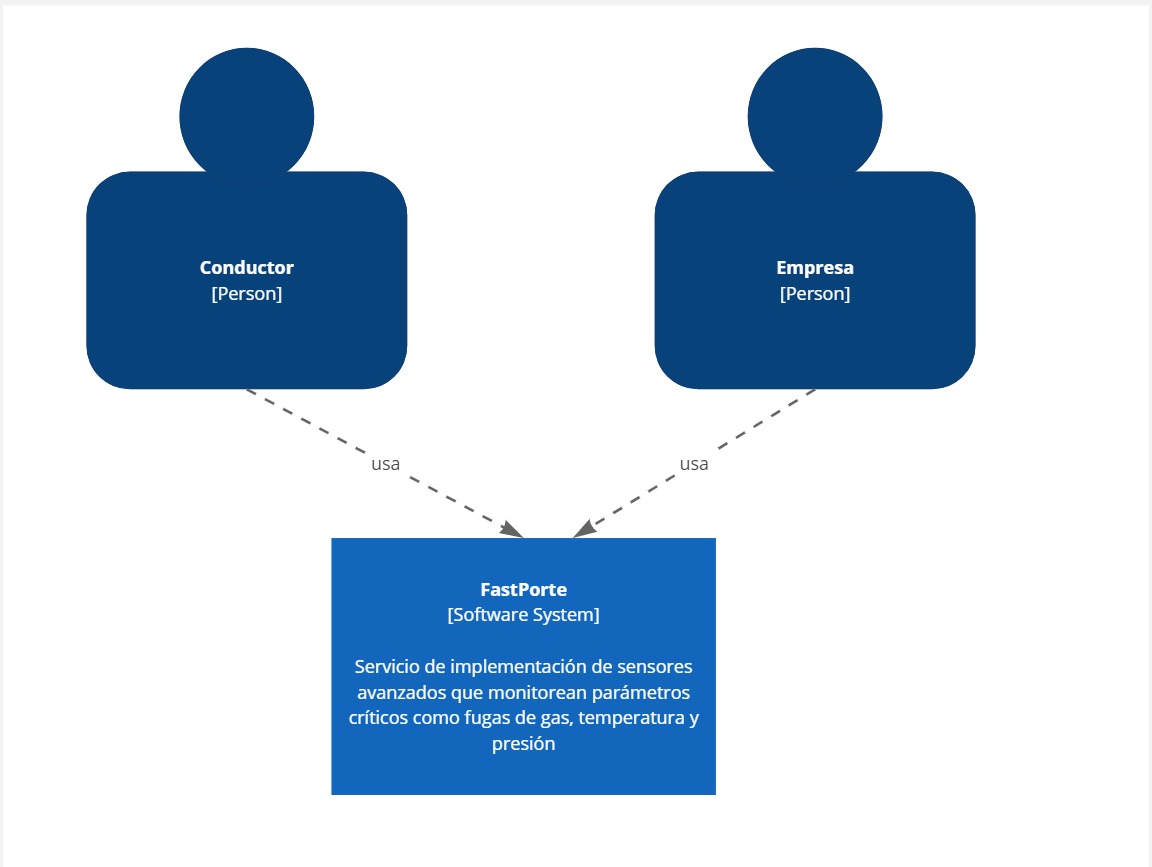 Conductor
[Person]
Empresa
[Person]
usa
usa
FastPorte
[Software System]
Servicio de implementación de sensores
avanzados que monitorean parámetros
críticos como fugas de gas, temperatura y
presión